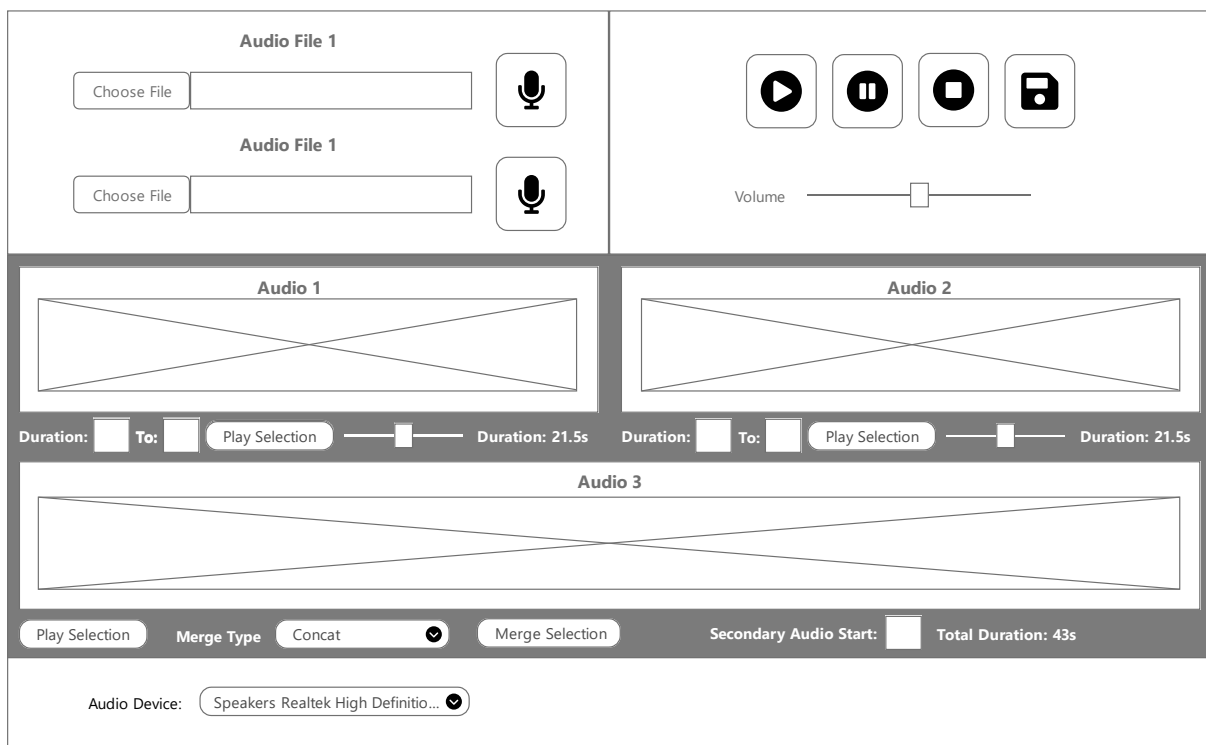 Audio File 1
Choose File
Audio File 1
Choose File
Volume
Audio 1
Audio 2
Duration: To: Play Selection Duration: 21.5s
Duration: To: Play Selection Duration: 21.5s
Audio 3
Play Selection Merge Type Concat Merge Selection Secondary Audio Start: Total Duration: 43s
Audio Device: Speakers Realtek High Definitio...